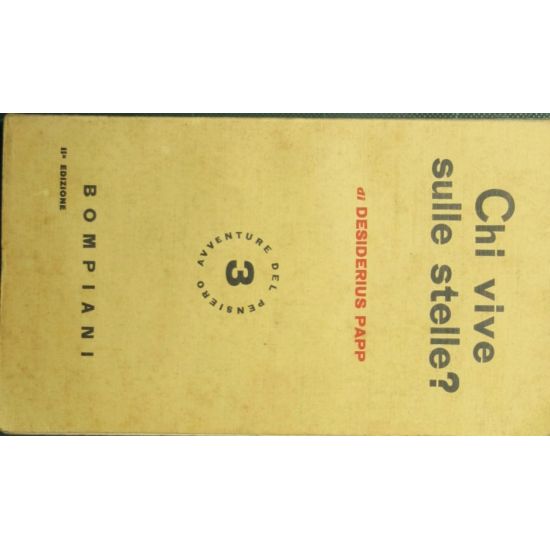 Chi vive
sulle stelle?
di DESIDERIUS PAPP
AVVENTURE DEL PENSIERO
3
BOMPIANI
IIª EDIZIONE